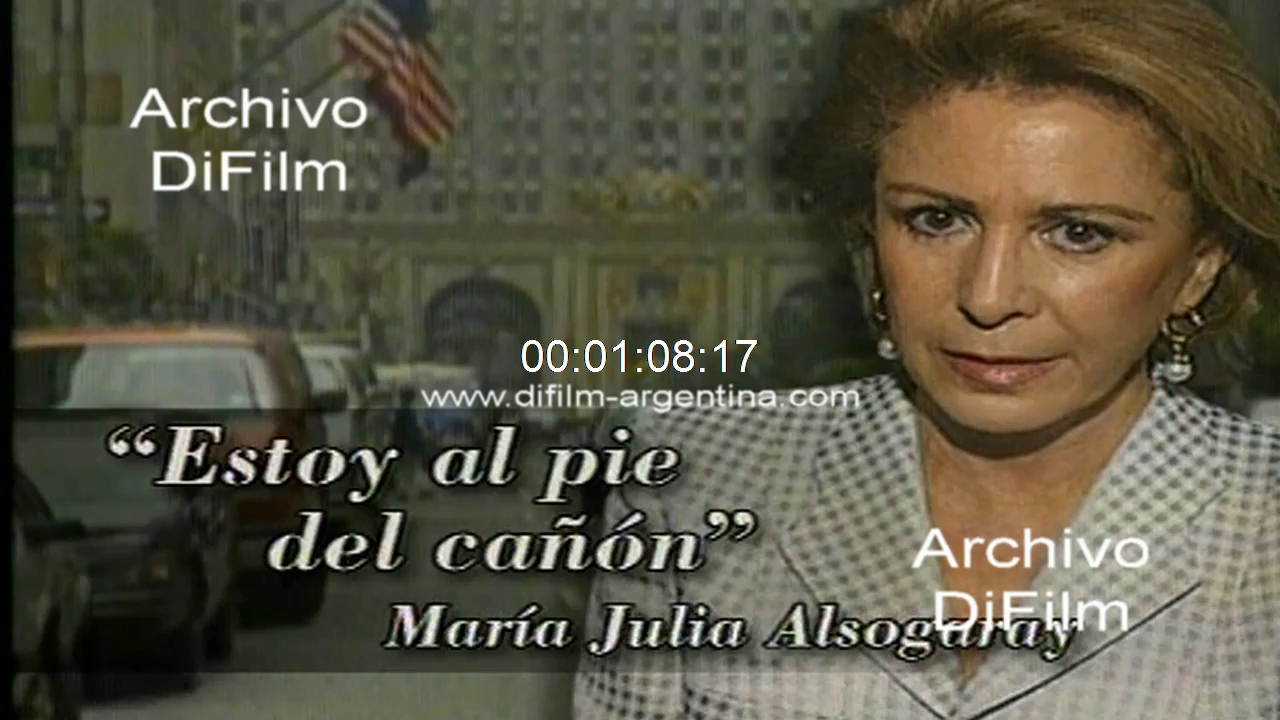 Archivo
DiFilm
00:01:08:17
www.difilm-argentina.com
“Estoy al pie
del cañón”
María Julia Alsogaray
Archivo
DiFilm